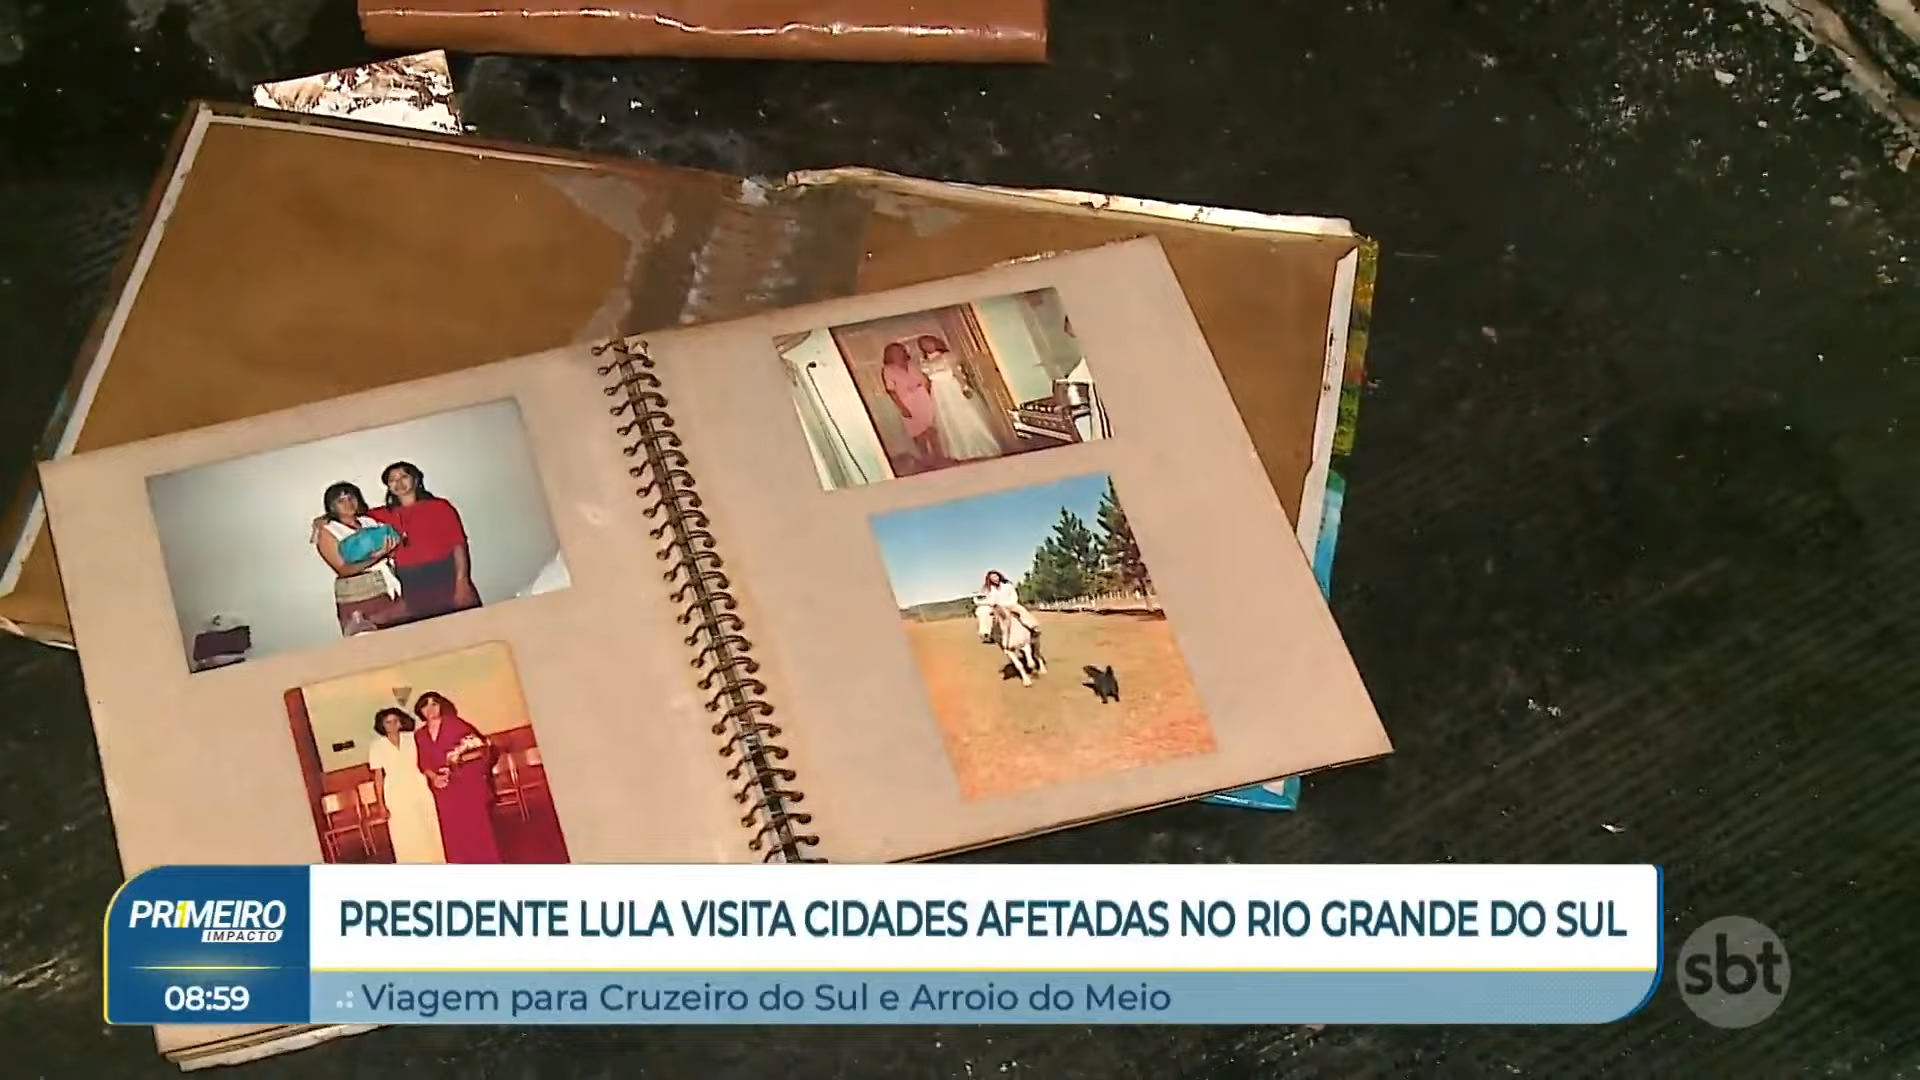 PRIMEIRO
IMPACTO
08:59
PRESIDENTE LULA VISITA CIDADES AFETADAS NO RIO GRANDE DO SUL
Viagem para Cruzeiro do Sul e Arroio do Meio
sbt